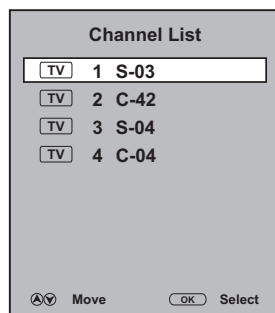 Channel List
TV 1 S-03
TV 2 C-42
TV 3 S-04
TV 4 C-04
Move OK Select